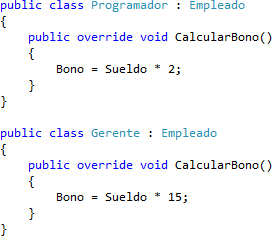 public class Programador : Empleado
{
    public override void CalcularBono()
    {
        Bono = Sueldo * 2;
    }
}
public class Gerente : Empleado
{
    public override void CalcularBono()
    {
        Bono = Sueldo * 15;
    }
}